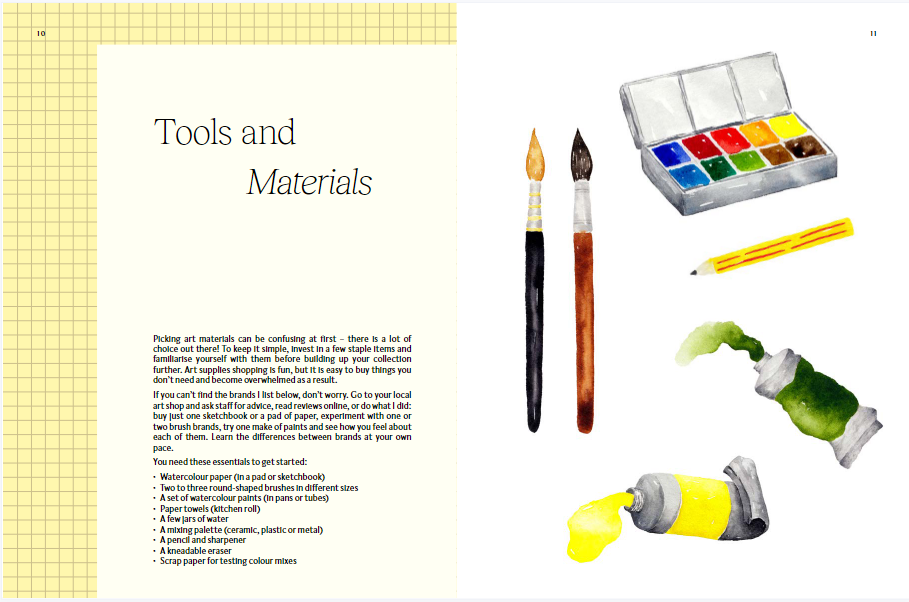 10
11
Tools and
Materials
Picking art materials can be confusing at first – there is a lot of
choice out there! To keep it simple, invest in a few staple items and
familiarise yourself with them before building up your collection
further. Art supplies shopping is fun, but it is easy to buy things you
don't need and become overwhelmed as a result.
If you can't find the brands I list below, don't worry. Go to your local
art shop and ask staff for advice, read reviews online, or do what I did:
buy just one sketchbook or a pad of paper, experiment with one or
two brush brands, try one make of paints and see how you feel about
each of them. Learn the differences between brands at your own
pace.
You need these essentials to get started:
• Watercolour paper (in a pad or sketchbook)
• Two to three round-shaped brushes in different sizes
• A set of watercolour paints (in pans or tubes)
• Paper towels (kitchen roll)
• A few jars of water
• A mixing palette (ceramic, plastic or metal)
• A pencil and sharpener
• A kneadable eraser
• Scrap paper for testing colour mixes